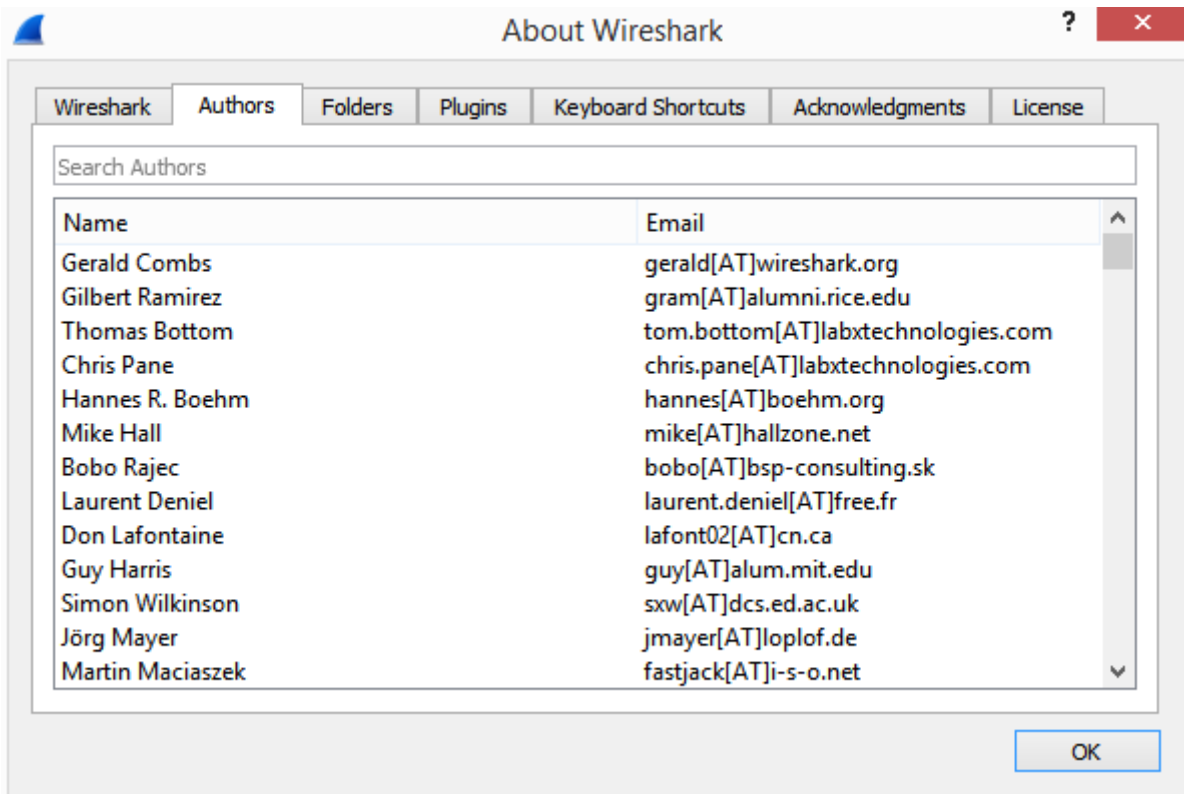 About Wireshark ?
Wireshark Authors Folders Plugins Keyboard Shortcuts Acknowledgments License
Search Authors
Name Email
Gerald Combs gerald[AT]wireshark.org
Gilbert Ramirez gram[AT]alumni.rice.edu
Thomas Bottom tom.bottom[AT]labxtechnologies.com
Chris Pane chris.pane[AT]labxtechnologies.com
Hannes R. Boehm hannes[AT]boehm.org
Mike Hall mike[AT]hallzone.net
Bobo Rajec bobo[AT]bsp-consulting.sk
Laurent Deniel laurent.deniel[AT]free.fr
Don Lafontaine lafont02[AT]cn.ca
Guy Harris guy[AT]alum.mit.edu
Simon Wilkinson sxw[AT]dcs.ed.ac.uk
Jörg Mayer jmayer[AT]loplof.de
Martin Maciaszek fastjack[AT]i-s-o.net
OK